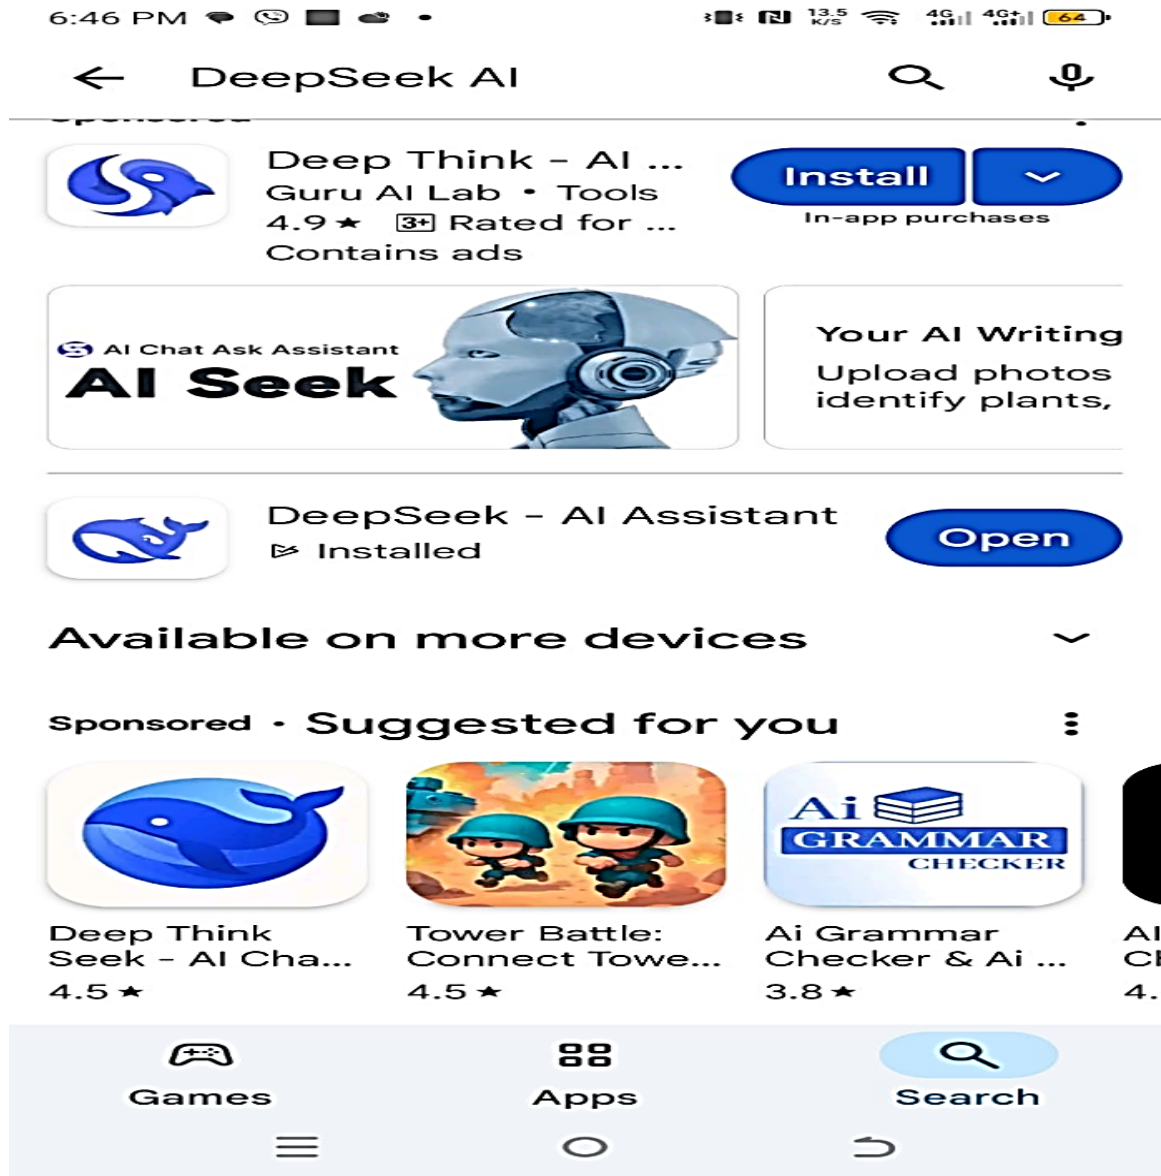 6:46 PM
13.5 K/S
4G
4G+
64
DeepSeek AI
Sponsored
Deep Think - AI ...
Install
Guru AI Lab • Tools
4.9 ★ 3+ Rated for ...
In-app purchases
Contains ads
AI Chat Ask Assistant
AI Seek
Your AI Writing
Upload photos
identify plants,
DeepSeek - AI Assistant
Installed
Open
Available on more devices
Sponsored • Suggested for you
Ai
GRAMMAR
CHECKER
Deep Think
Seek - AI Cha...
4.5 ★
Tower Battle:
Connect Towe...
4.5 ★
Ai Grammar
Checker & Ai ...
3.8 ★
AI
4.
Games
Apps
Search